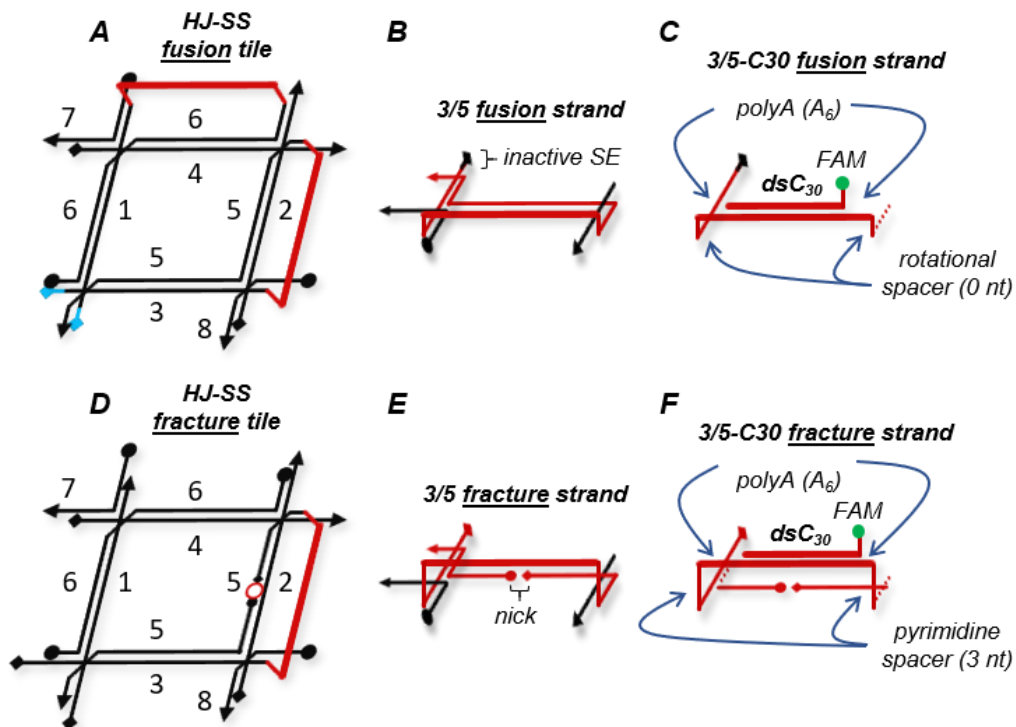 A
HJ-SS
fusion tile
7
6
4
6
1
5
2
5
3
8
B
3/5 fusion strand
inactive SE
C
3/5-C30 fusion strand
polyA (A6)
FAM
dsC30
rotational
spacer (0 nt)
D
HJ-SS
fracture tile
7
6
4
6
1
5
2
5
3
8
E
3/5 fracture strand
nick
F
3/5-C30 fracture strand
polyA (A6)
FAM
dsC30
pyrimidine
spacer (3 nt)